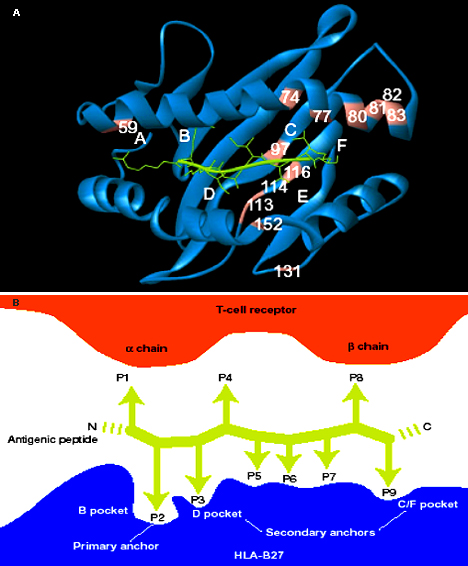 A
82
74
81
77
80
83
59
A
B
C
97
F
116
D
114
E
113
152
131
B
T-cell receptor
α chain
β chain
P1
P4
P8
N
C
Antigenic peptide
P5
P6
P7
P3
P9
B pocket
P2
D pocket
C/F pocket
Primary anchor
Secondary anchors
HLA-B27